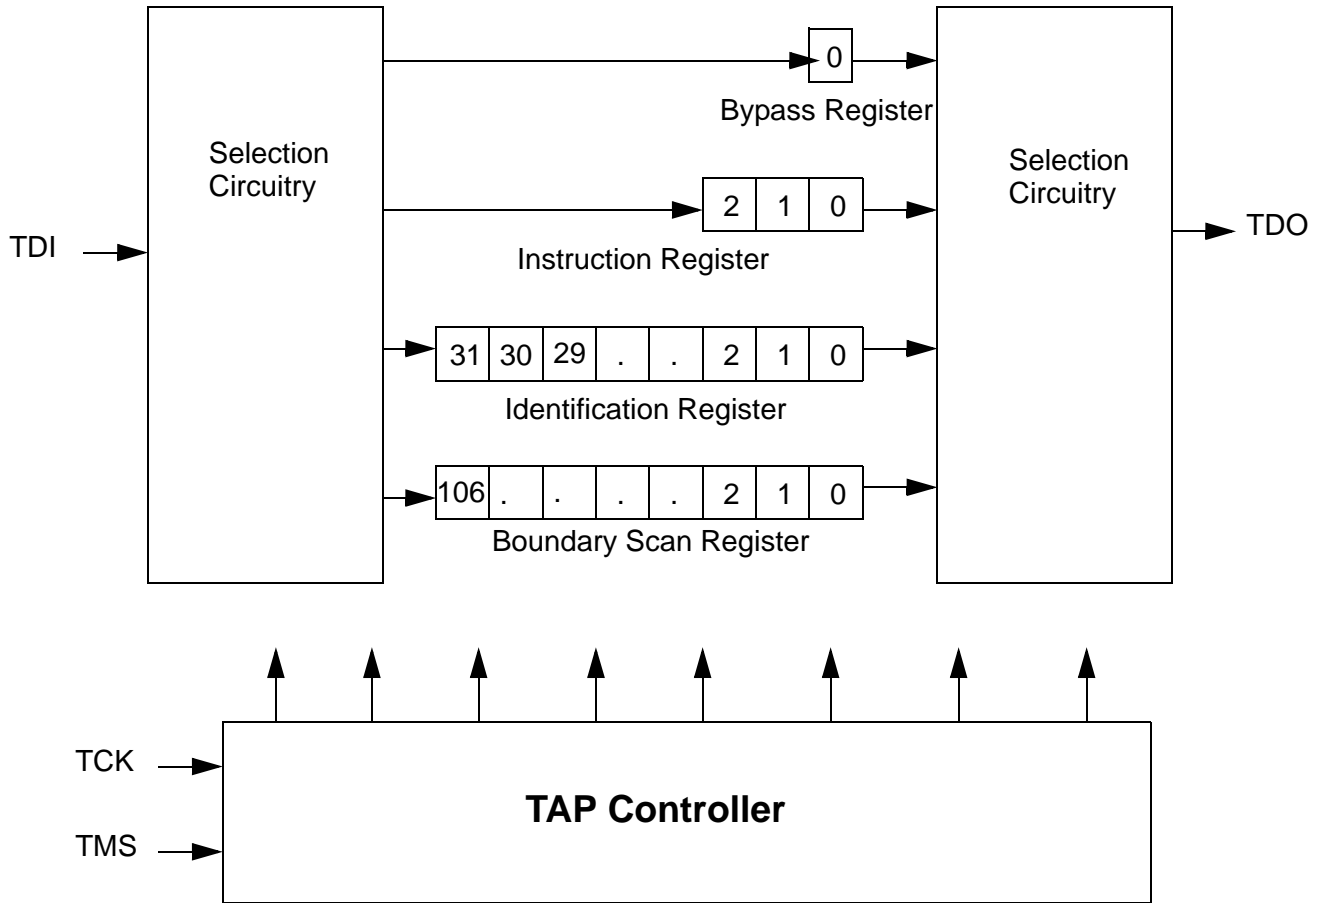 0
Bypass Register
Selection
Circuitry
Selection
Circuitry
2 1 0
TDI
TDO
Instruction Register
31 30 29 . . 2 1 0
Identification Register
106 . . . . 2 1 0
Boundary Scan Register
TCK
TAP Controller
TMS